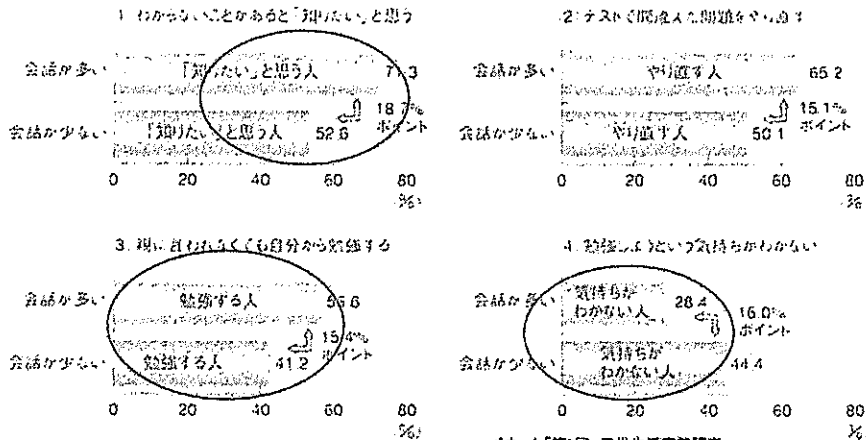 1. わからないことがあると「知りたい」と思う
会話が多い 「知りたい」と思う人 71.3
18.7%
ポイント
会話が少ない 「知りたい」と思う人 52.6
0 20 40 60 80
(%)
2. テストで間違えた問題をやり直す
会話が多い やり直す人 65.2
15.1%
ポイント
会話が少ない やり直す人 50.1
0 20 40 60 80
3. 親に言われなくても自分から勉強する
会話が多い 勉強する人 56.6
15.4%
ポイント
会話が少ない 勉強する人 41.2
0 20 40 60 80
(%)
4. 勉強しようという気持ちがわかない
会話が多い 気持ちが
わかない人 28.4
16.0%
ポイント
会話が少ない 気持ちが
わかない人 44.4
0 20 40 60 80